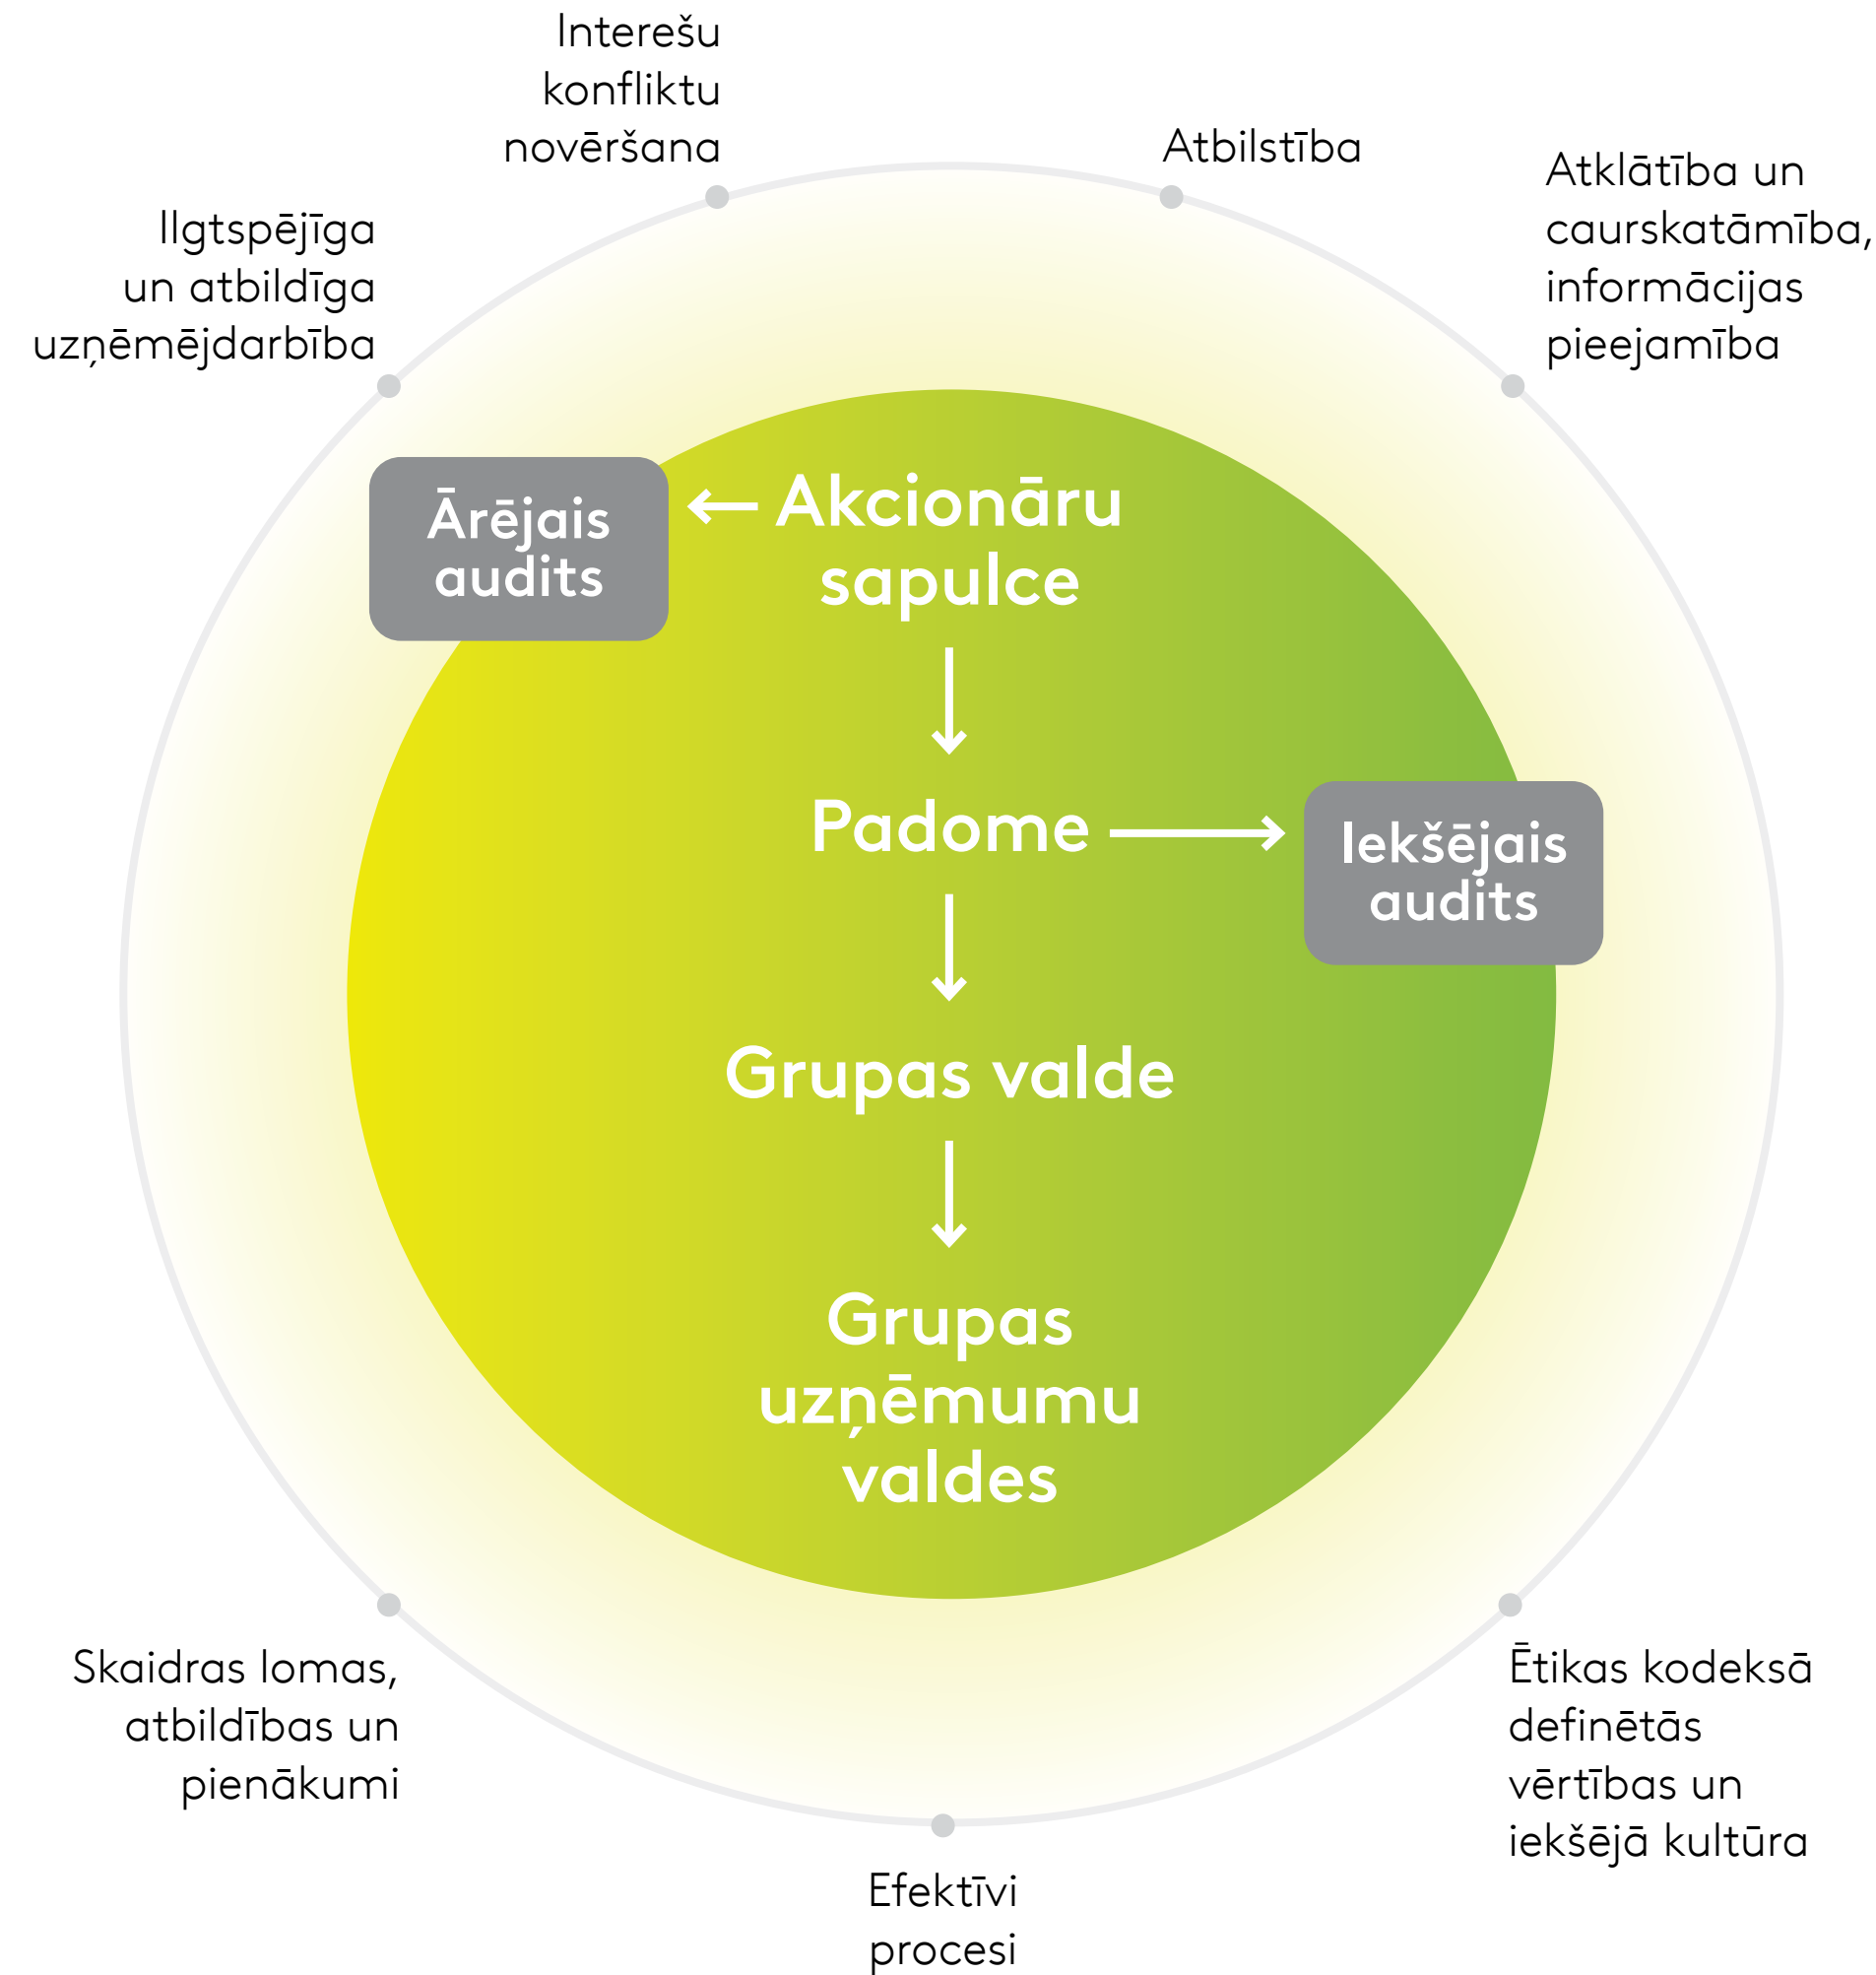 Interešu
konfliktu
novēršana
Atbilstība
Atklātība un
caurskatāmība,
informācijas
pieejamība
Ilgtspējīga
un atbildīga
uzņēmējdarbība
Ārējais
audits
Akcionāru
sapulce
Padome
Iekšējais
audits
Grupas valde
Grupas
uzņēmumu
valdes
Skaidras lomas,
atbildības un
pienākumi
Ētikas kodeksā
definētās
vērtības un
iekšējā kultūra
Efektīvi
procesi